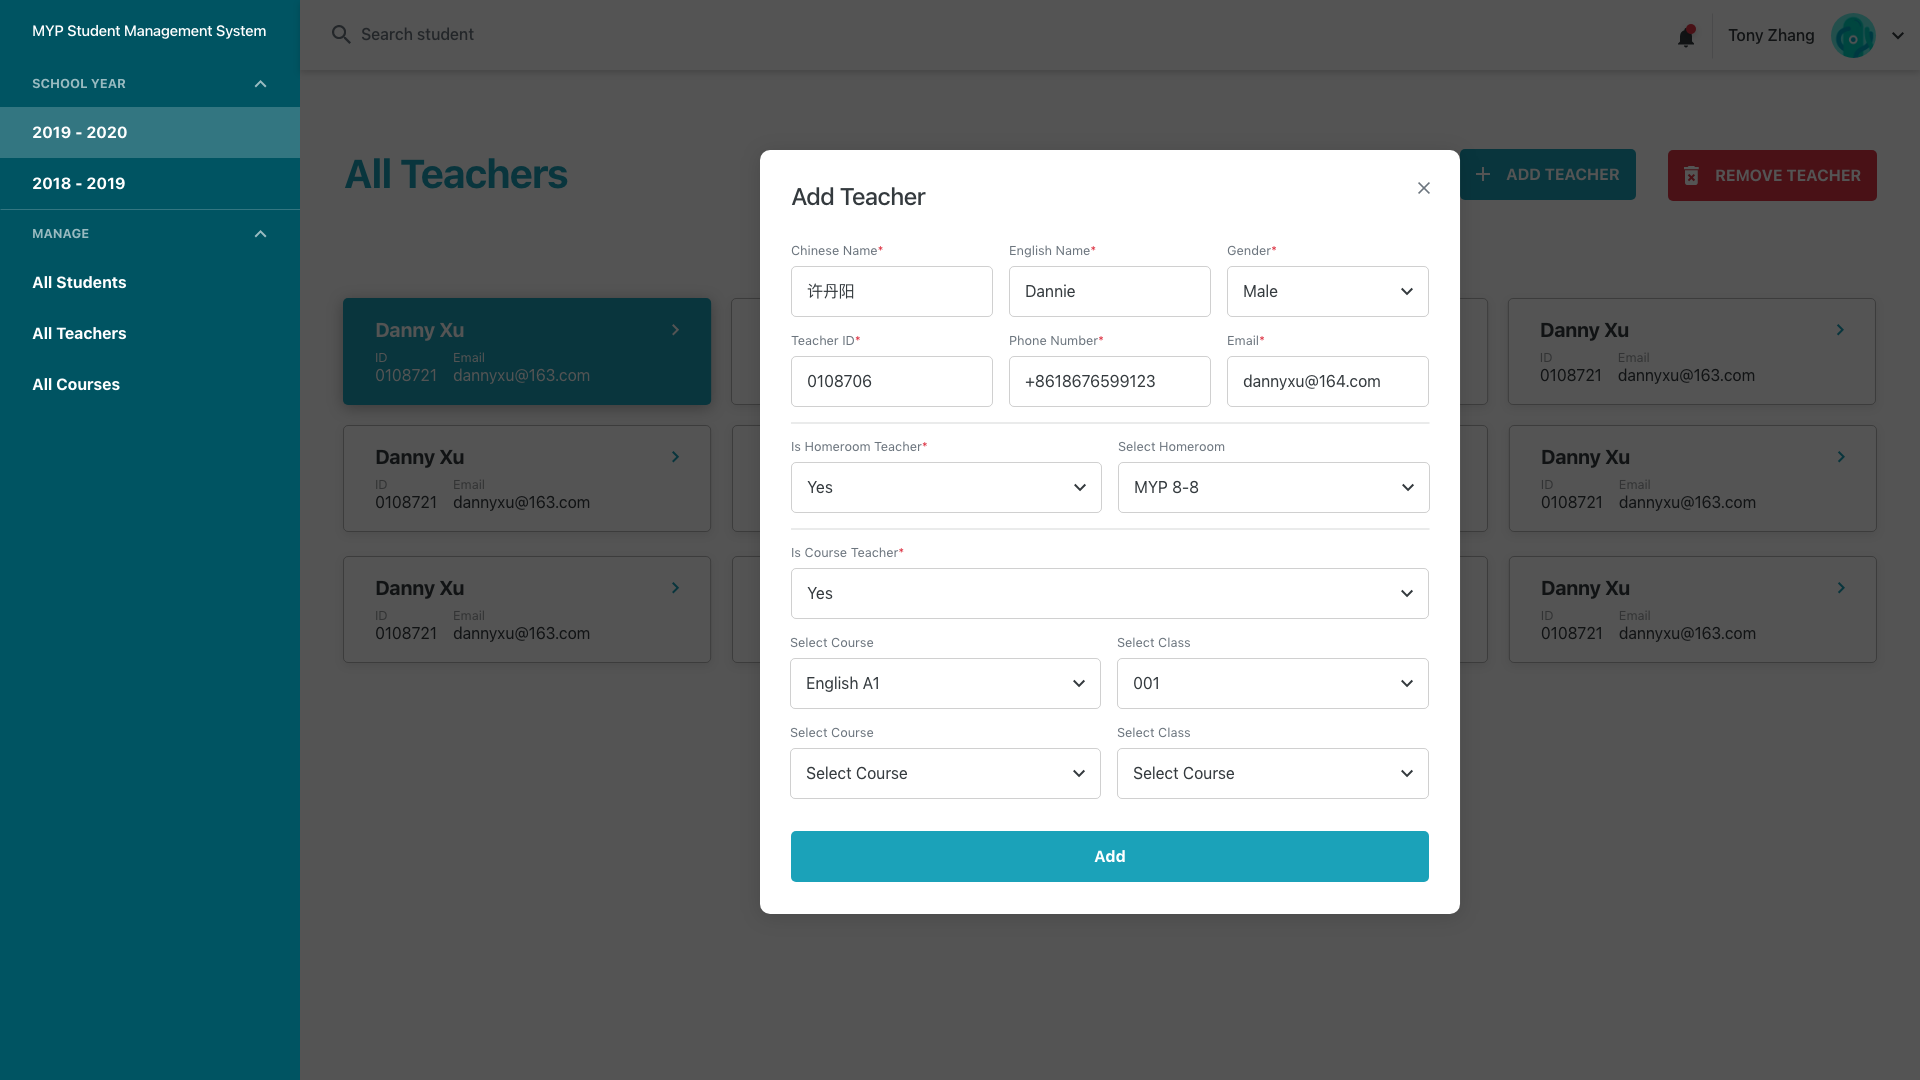 MYP Student Management System
SCHOOL YEAR
2019 - 2020
2018 - 2019
MANAGE
All Students
All Teachers
All Courses
Search student
Tony Zhang
All Teachers
ADD TEACHER
REMOVE TEACHER
Danny Xu
ID Email
0108721 dannyxu@163.com
Danny Xu
ID Email
0108721 dannyxu@163.com
Danny Xu
ID Email
0108721 dannyxu@163.com
Danny Xu
ID Email
0108721 dannyxu@163.com
Danny Xu
ID Email
0108721 dannyxu@163.com
Danny Xu
ID Email
0108721 dannyxu@163.com
Add Teacher
Chinese Name* English Name* Gender*
许丹阳 Dannie Male
Teacher ID* Phone Number* Email*
0108706 +8618676599123 dannyxu@164.com
Is Homeroom Teacher* Select Homeroom
Yes MYP 8-8
Is Course Teacher*
Yes
Select Course Select Class
English A1 001
Select Course Select Class
Select Course Select Course
Add